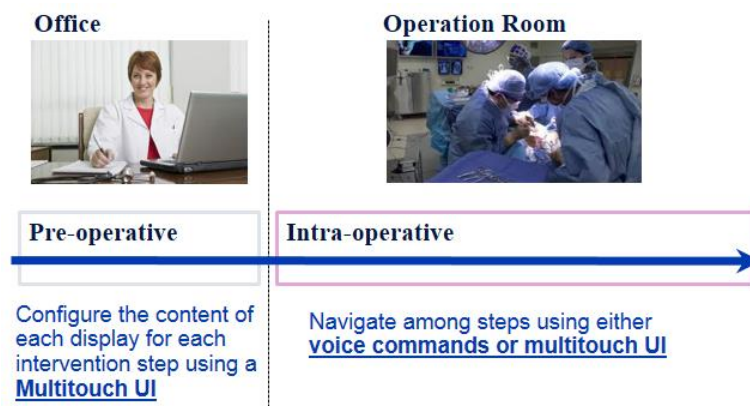 Office
Operation Room
Pre-operative
Intra-operative
Configure the content of
each display for each
intervention step using a
Multitouch UI
Navigate among steps using either
voice commands or multitouch UI